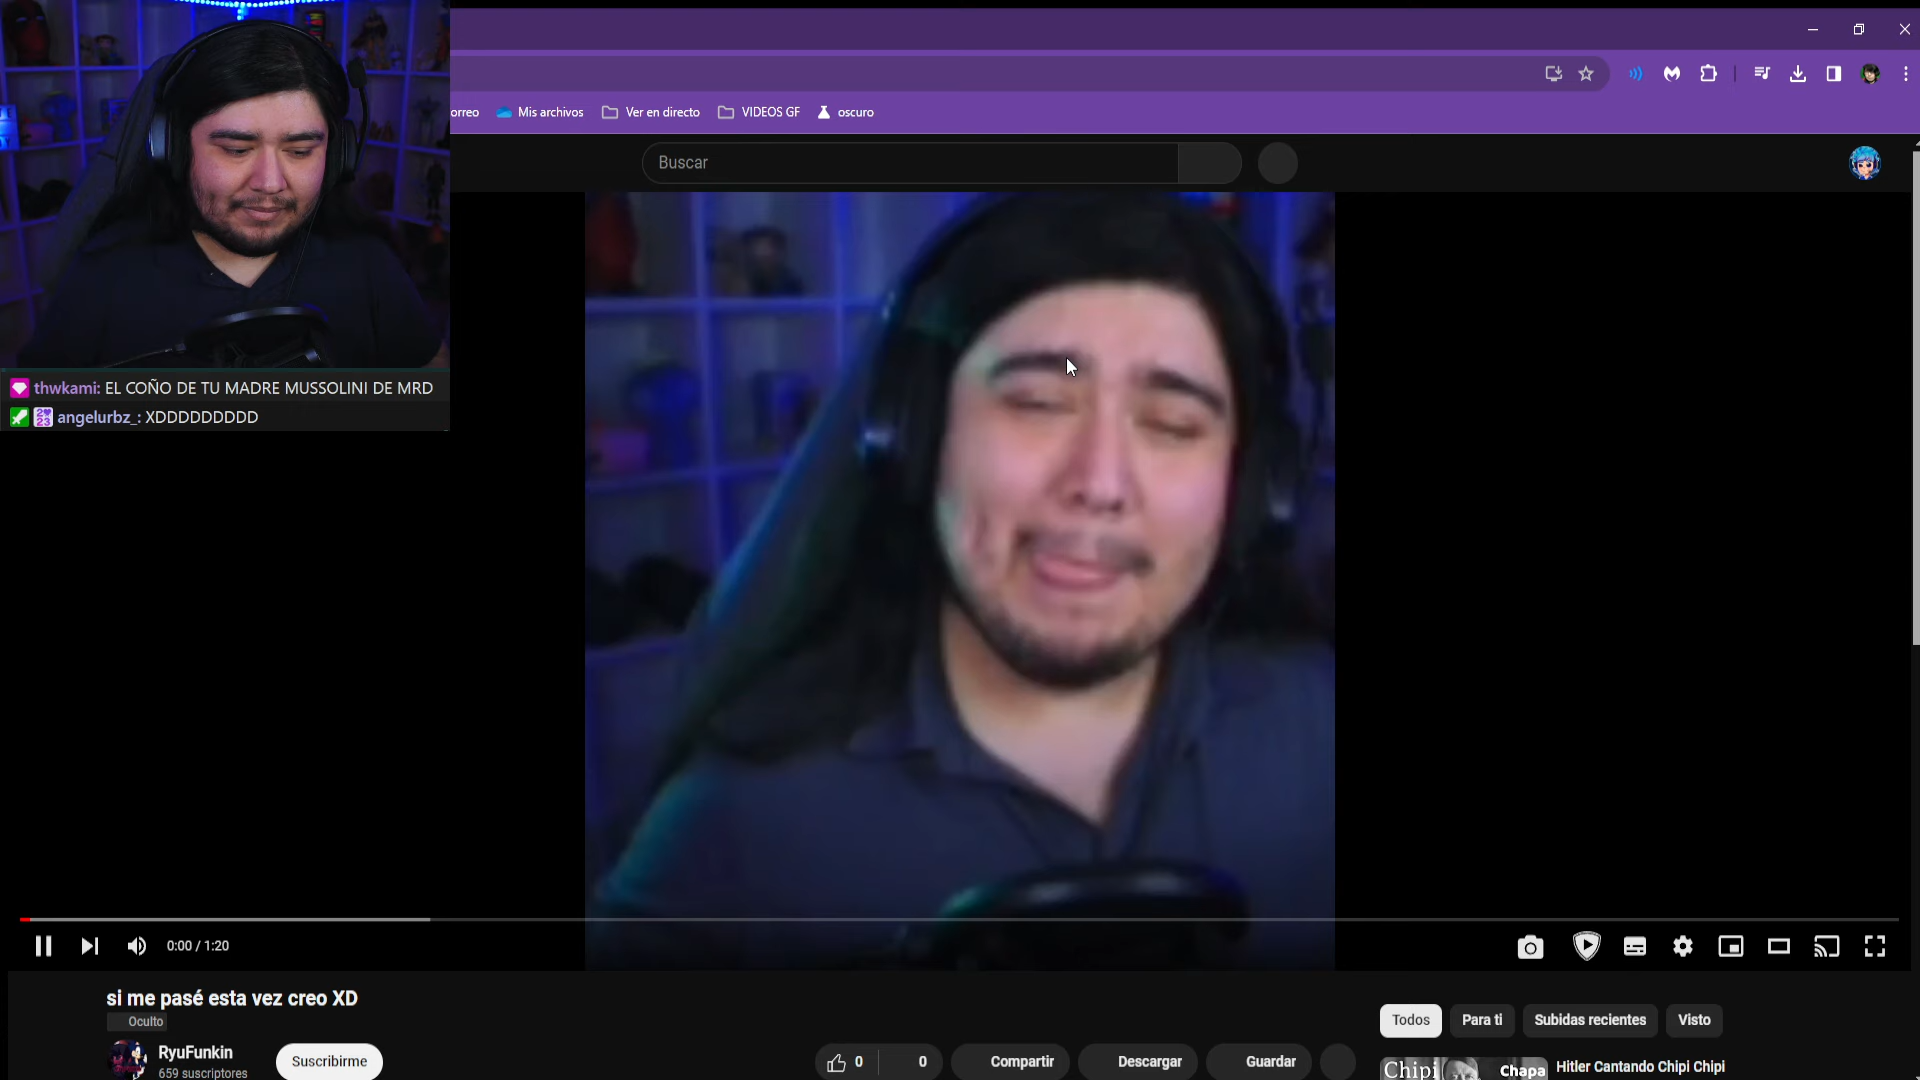 orreo
Mis archivos
Ver en directo
VIDEOS GF
oscuro
Buscar
thwkami: EL COÑO DE TU MADRE MUSSOLINI DE MRD
angelurbz_: XDDDDDDDDD
0:00 / 1:20
si me pasé esta vez creo XD
Oculto
RyuFunkin
659 suscriptores
Suscribirme
0
0
Compartir
Descargar
Guardar
Todos
Para ti
Subidas recientes
Visto
Chipi
Chapa
Hitler Cantando Chipi Chipi